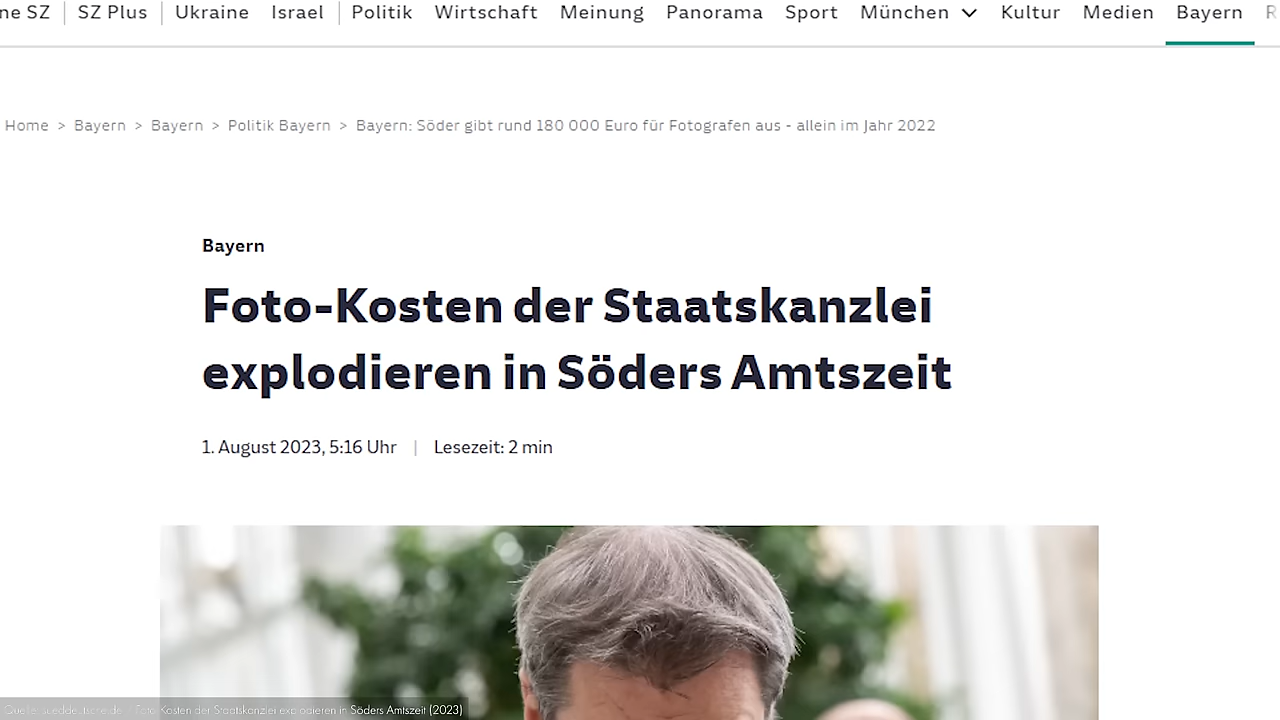 ne SZ | SZ Plus | Ukraine Israel | Politik Wirtschaft Meinung Panorama Sport München Kultur Medien Bayern R
Home > Bayern > Bayern > Politik Bayern > Bayern: Söder gibt rund 180 000 Euro für Fotografen aus - allein im Jahr 2022
Bayern
Foto-Kosten der Staatskanzlei
explodieren in Söders Amtszeit
1. August 2023, 5:16 Uhr | Lesezeit: 2 min
Quelle: sueddeutsche.de / Foto-Kosten der Staatskanzlei explodieren in Söders Amtszeit (2023)